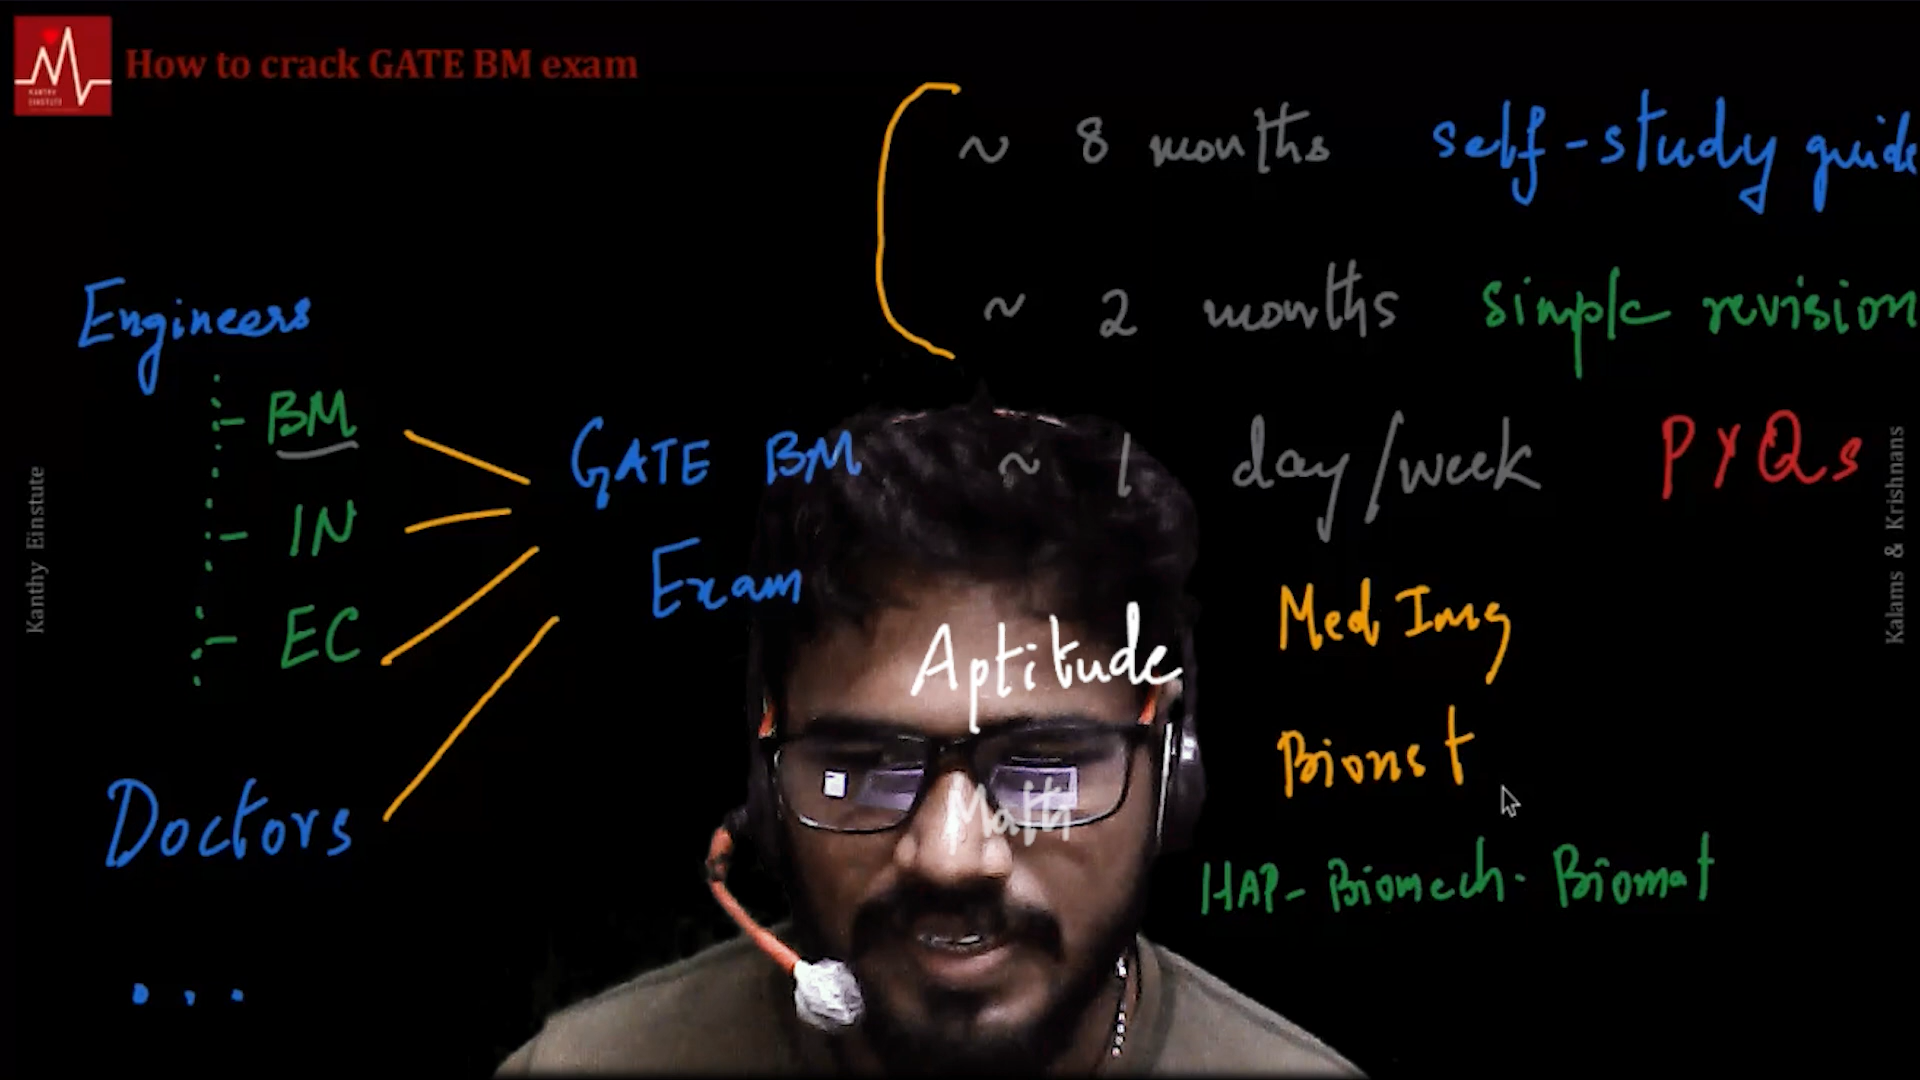 How to crack GATE BM exam
KANTHY
EINSTUTE
~ 8 months self-study guide
~ 2 months simple revision
~ 1 day/week PYQs
Engineers
BM
IN
EC
Doctors
...
GATE BM
Exam
Aptitude
Math
Med Img
Bionst
HAP - Biomech - Biomat
Kanthy Einstute
Kalams & Krishnans